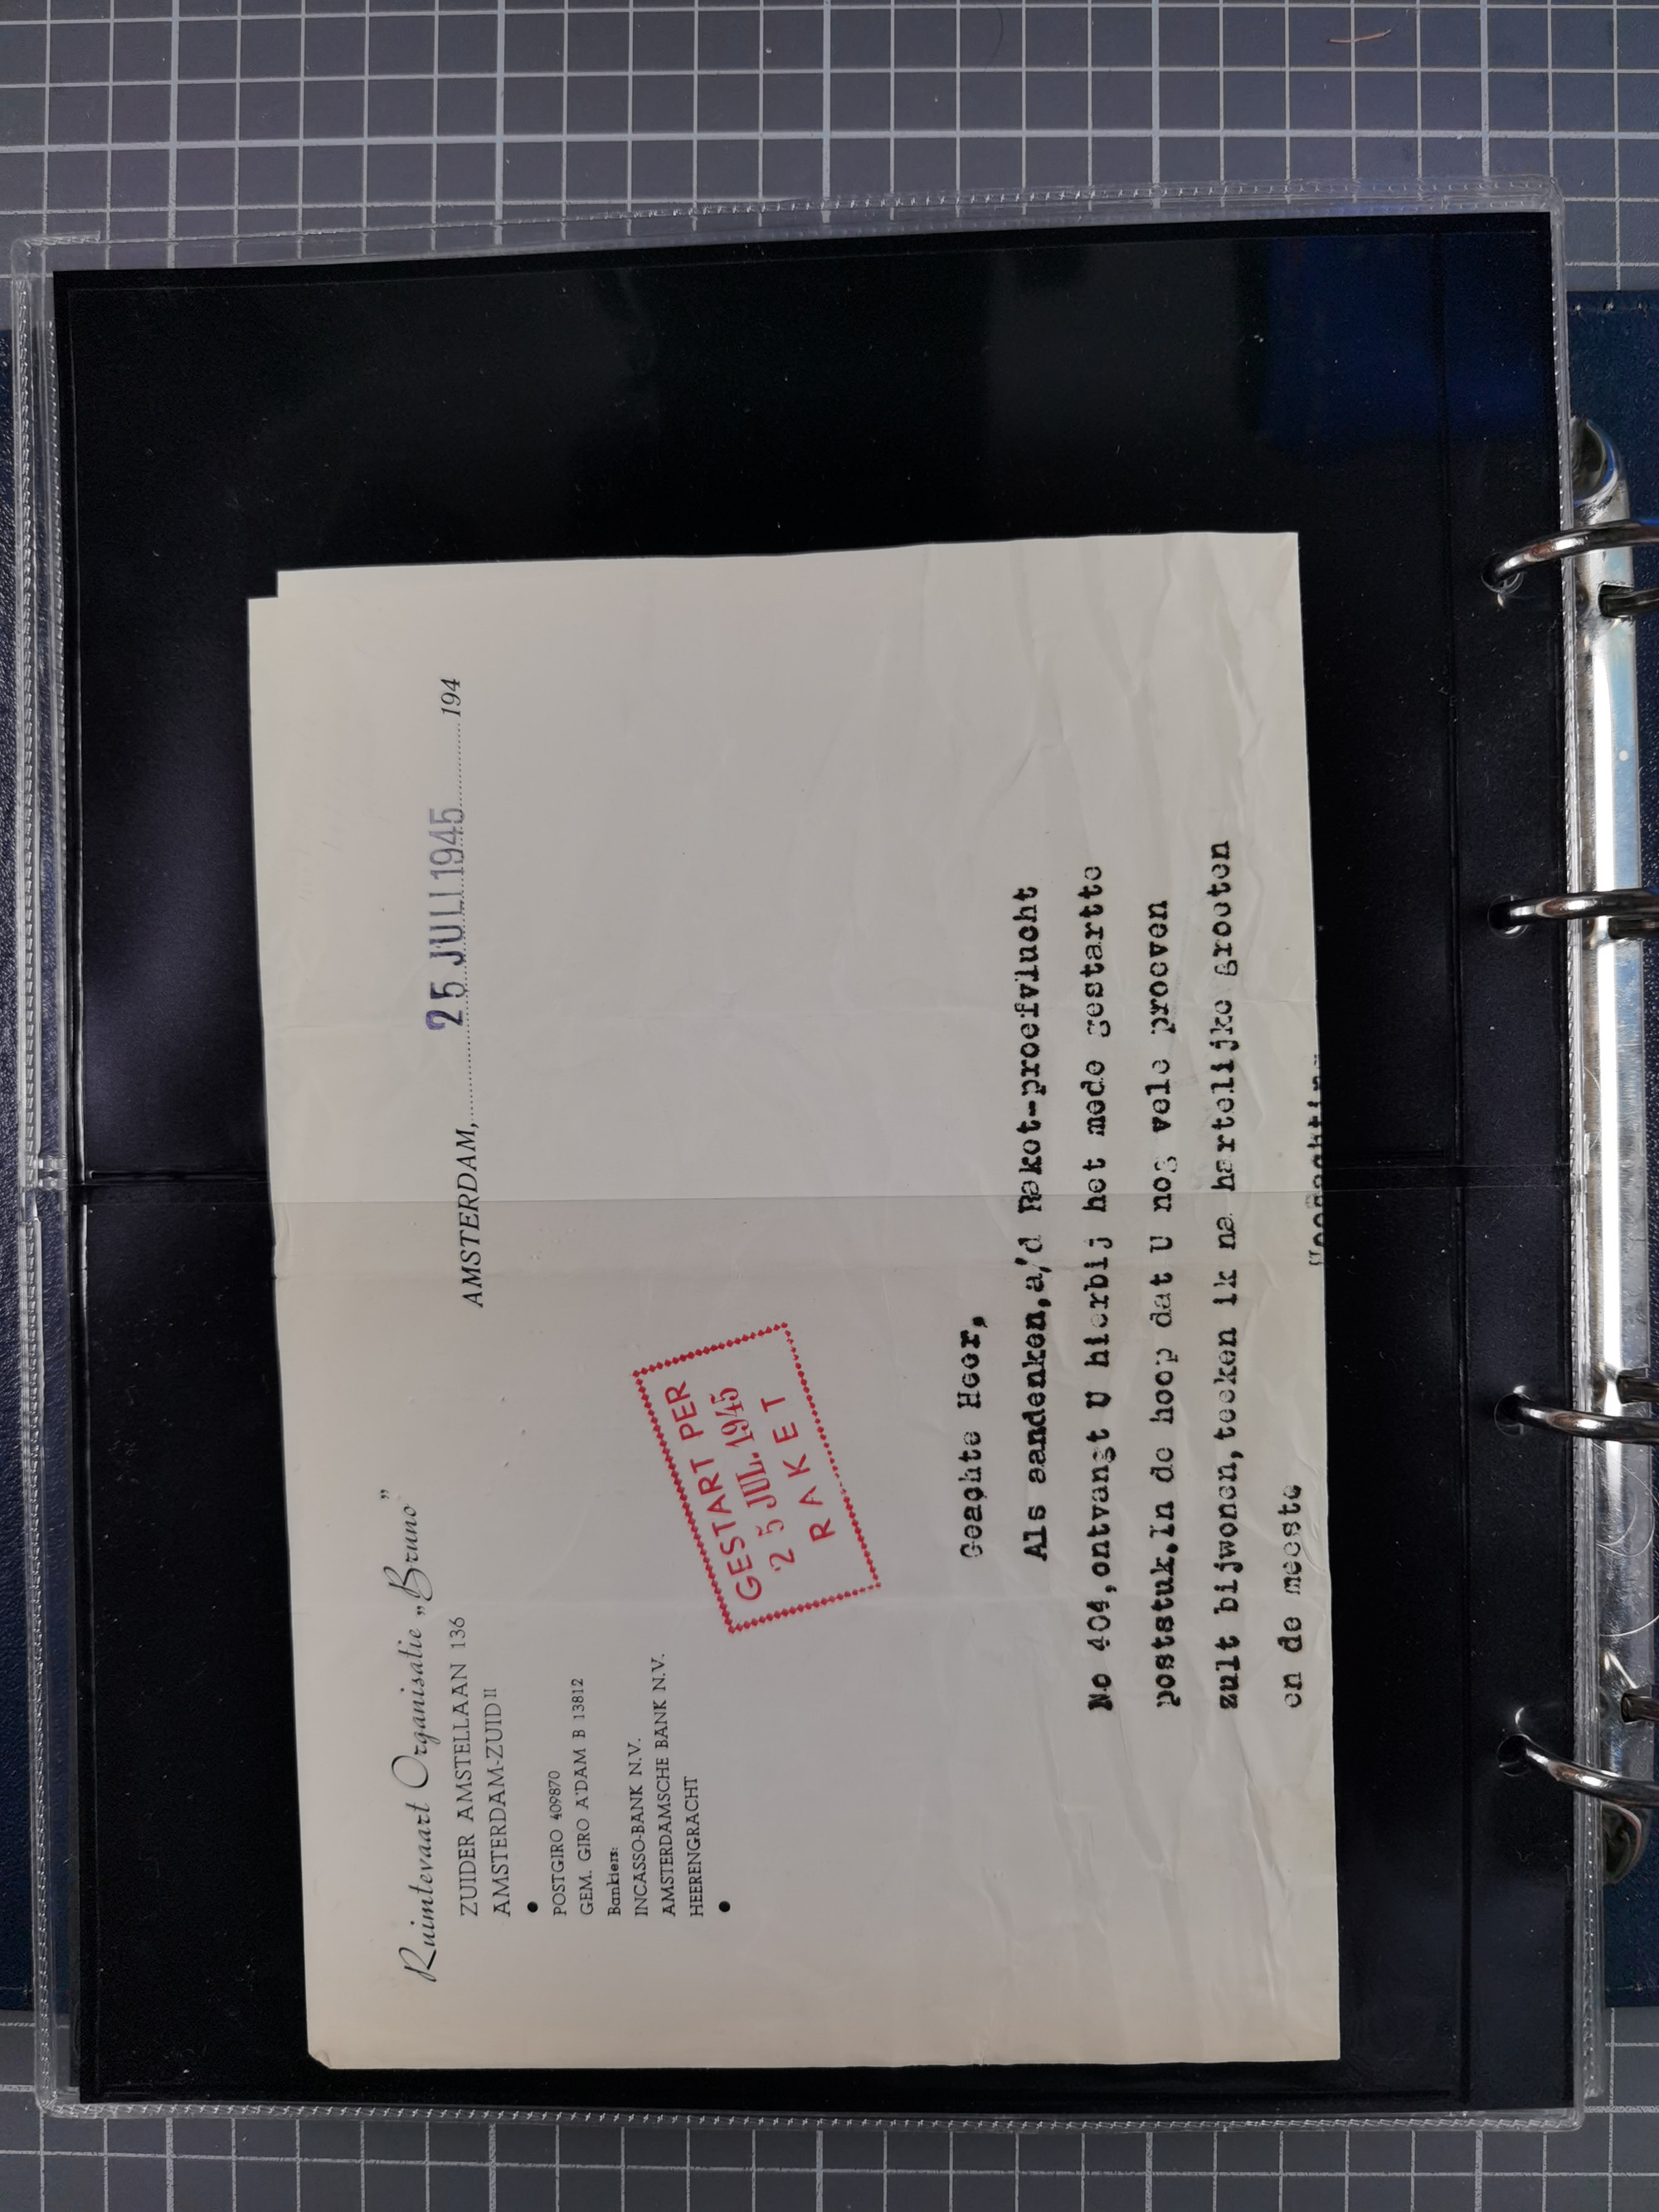 Ruimtevaart Organisatie „Bruno”
ZUIDER AMSTELLAAN 136
AMSTERDAM-ZUID II
AMSTERDAM, 25 JULI 1945 194
POSTGIRO 409870
GEM. GIRO A'DAM B 13812
Bankiers:
INCASSO-BANK N.V.
AMSTERDAMSCHE BANK N.V.
HEERENGRACHT
GESTART PER
25 JUL. 1945
RAKET
Geachte Heer,
Als aandenken, a/d Raket-proefvlucht
No 404, ontvangt U hierbij het mede gestartte
poststuk. In de hoop dat U nog vele proeven
zult bijwonen, teeken ik na hartelijke grooten
en de meeste